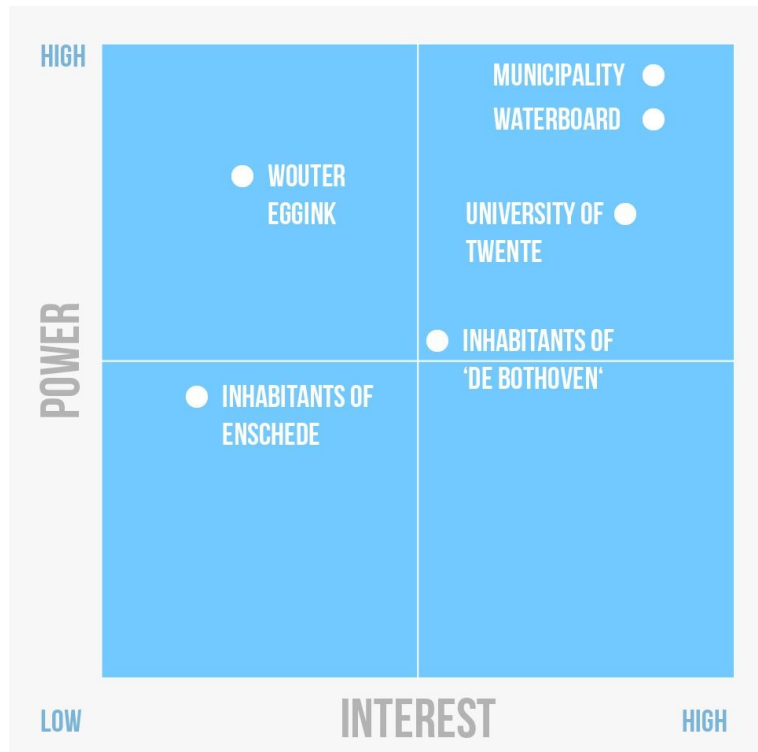 HIGH
MUNICIPALITY
WATERBOARD
WOUTER
EGGINK
UNIVERSITY OF
TWENTE
INHABITANTS OF
‘DE BOTHOVEN‘
INHABITANTS OF
ENSCHEDE
POWER
LOW
INTEREST
HIGH